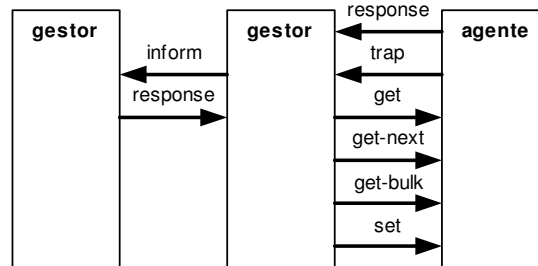 response
gestor
gestor
agente
inform
trap
response
get
get-next
get-bulk
set